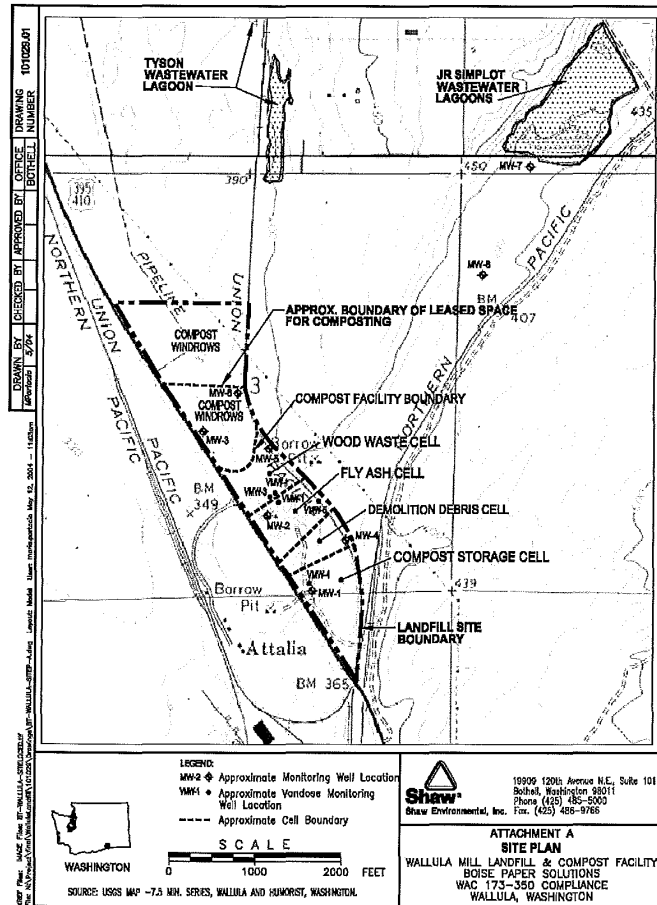 DRAWING NUMBER 101029.01
OFFICE BOTHELL
APPROVED BY
CHECKED BY
DRAWN BY 5/04
TYSON
WASTEWATER
LAGOON
JR SIMPLOT
WASTEWATER
LAGOONS
435
MW-7
450
390
395
410
PACIFIC
MW-8
BM
407
NORTHERN
UNION
PACIFIC
PACIFIC
PIPELINE
UNION
APPROX. BOUNDARY OF LEASED SPACE
FOR COMPOSTING
COMPOST
WINDROWS
3
COMPOST
WINDROWS
MW-3
COMPOST FACILITY BOUNDARY
NORTHERN
Borrow
Pit
WOOD WASTE CELL
FLY ASH CELL
MW-2
BM
349
DEMOLITION DEBRIS CELL
MW-4
COMPOST STORAGE CELL
MW-1
439
Borrow
Pit
LANDFILL SITE
BOUNDARY
Attalia
BM 365
LEGEND:
MW-2 Approximate Monitoring Well Location
VMW-1 Approximate Vandose Monitoring
Well Location
Approximate Cell Boundary
WASHINGTON
SCALE
0 1000 2000 FEET
SOURCE: USGS MAP -7.5 MIN. SERIES, WALLULA AND HUMORIST, WASHINGTON.
Shaw
Shaw Environmental, Inc.
19909 120th Avenue N.E., Suite 101
Bothell, Washington 98011
Phone (425) 485-5000
Fax. (425) 486-9766
ATTACHMENT A
SITE PLAN
WALLULA MILL LANDFILL & COMPOST FACILITY
BOISE PAPER SOLUTIONS
WAC 173-350 COMPLIANCE
WALLULA, WASHINGTON